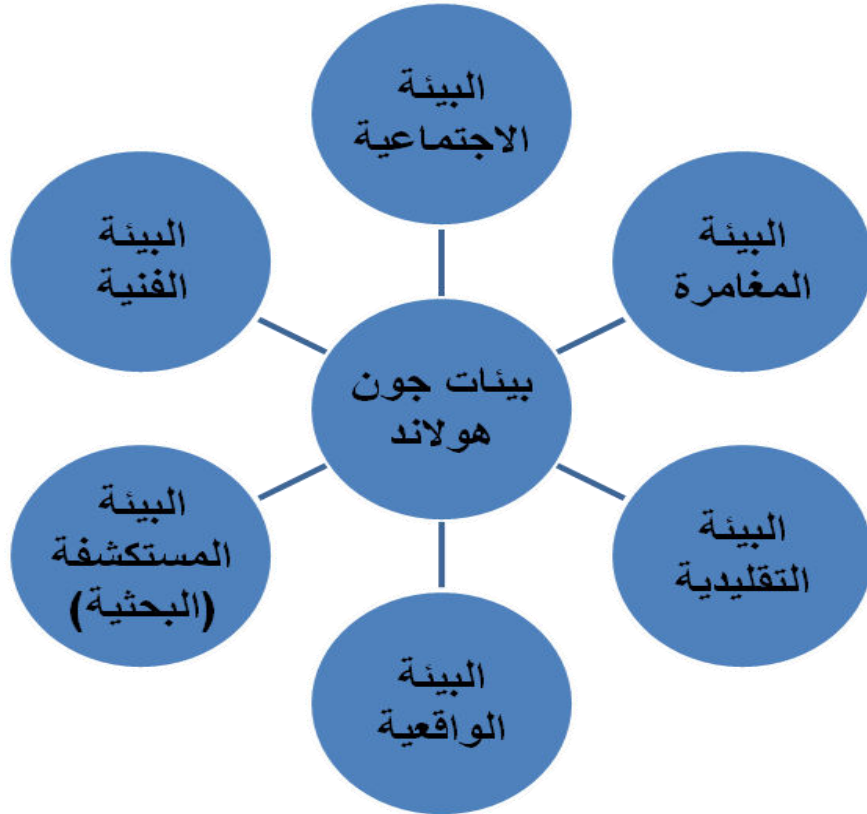 البيئة
الاجتماعية
البيئة
المغامرة
البيئة
التقليدية
البيئة
الواقعية
البيئة
المستكشفة
(البحثية)
البيئة
الفنية
بيئات جون
هولاند